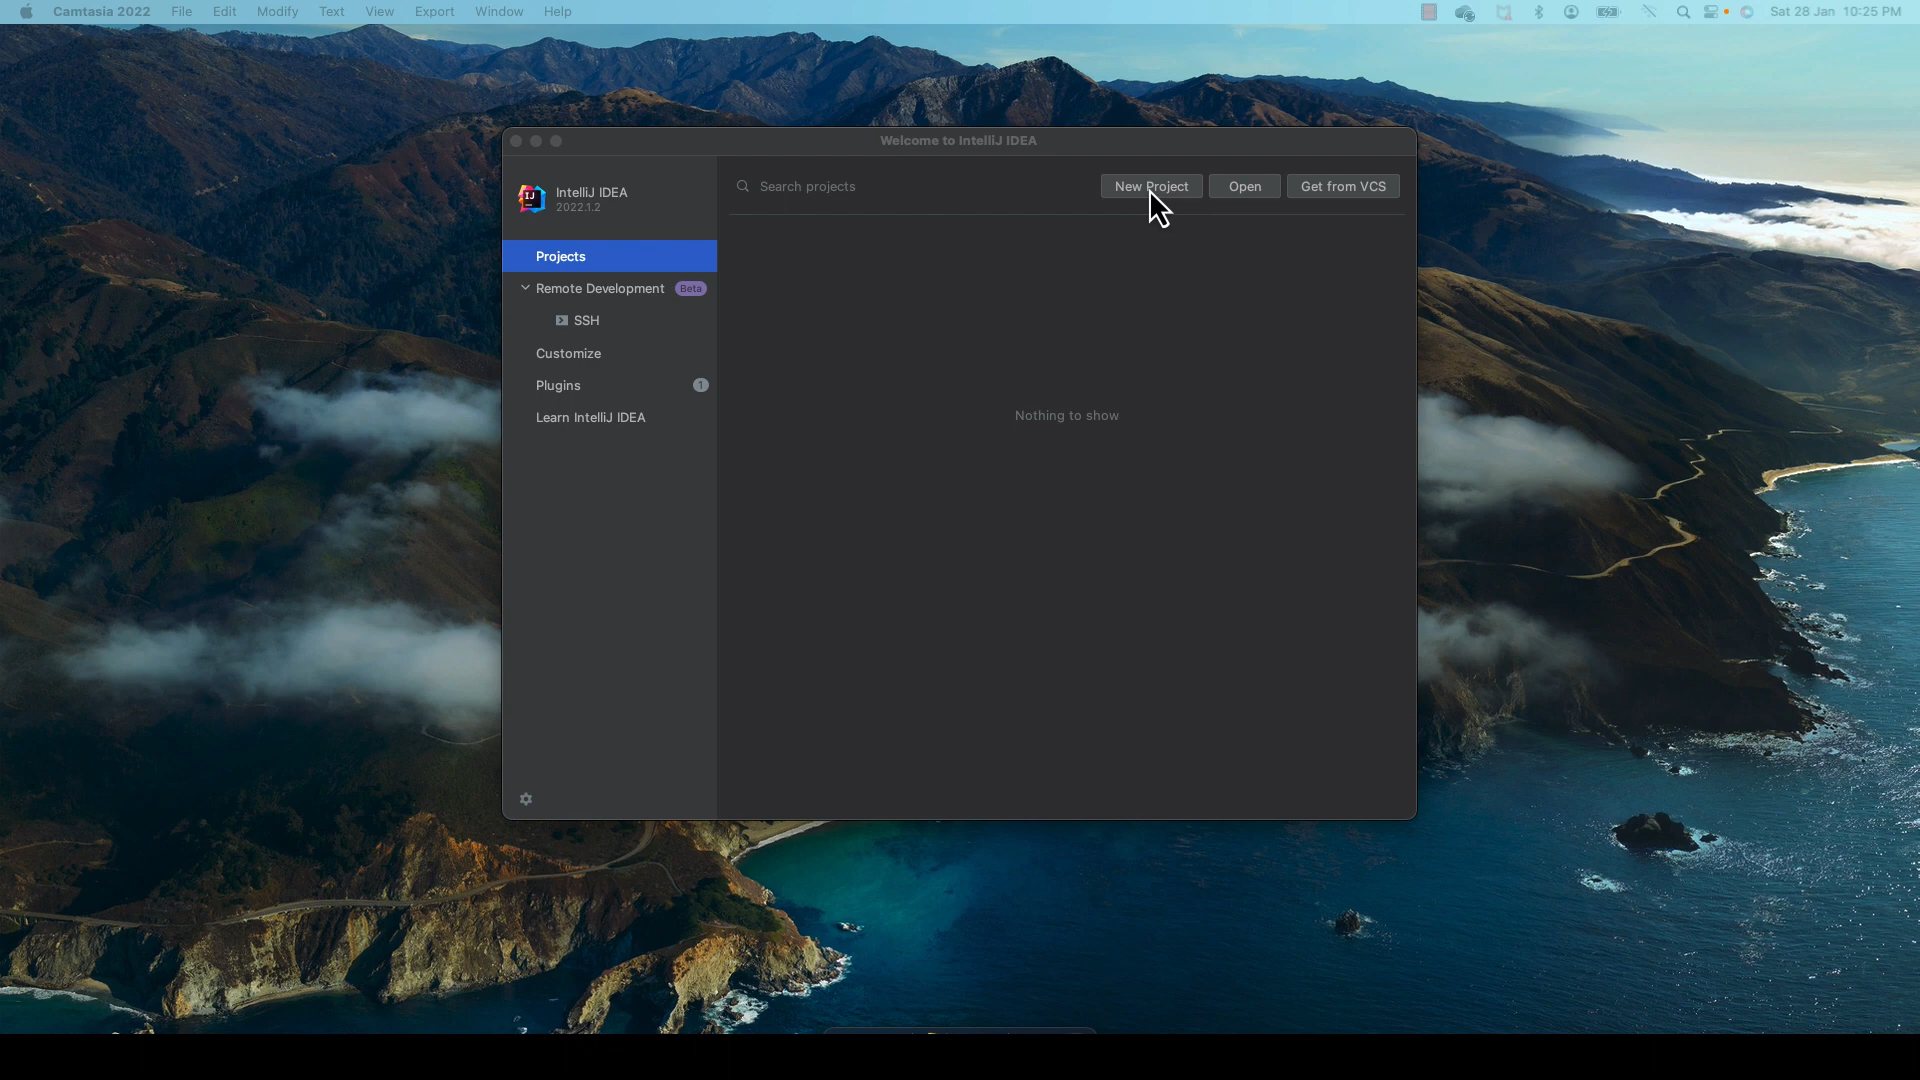 Camtasia 2022 File Edit Modify Text View Export Window Help Sat 28 Jan 10:25 PM
Welcome to IntelliJ IDEA
IJ
IntelliJ IDEA
2022.1.2
Search projects
New Project
Open
Get from VCS
Projects
Remote Development Beta
SSH
Customize
Plugins 1
Learn IntelliJ IDEA
Nothing to show